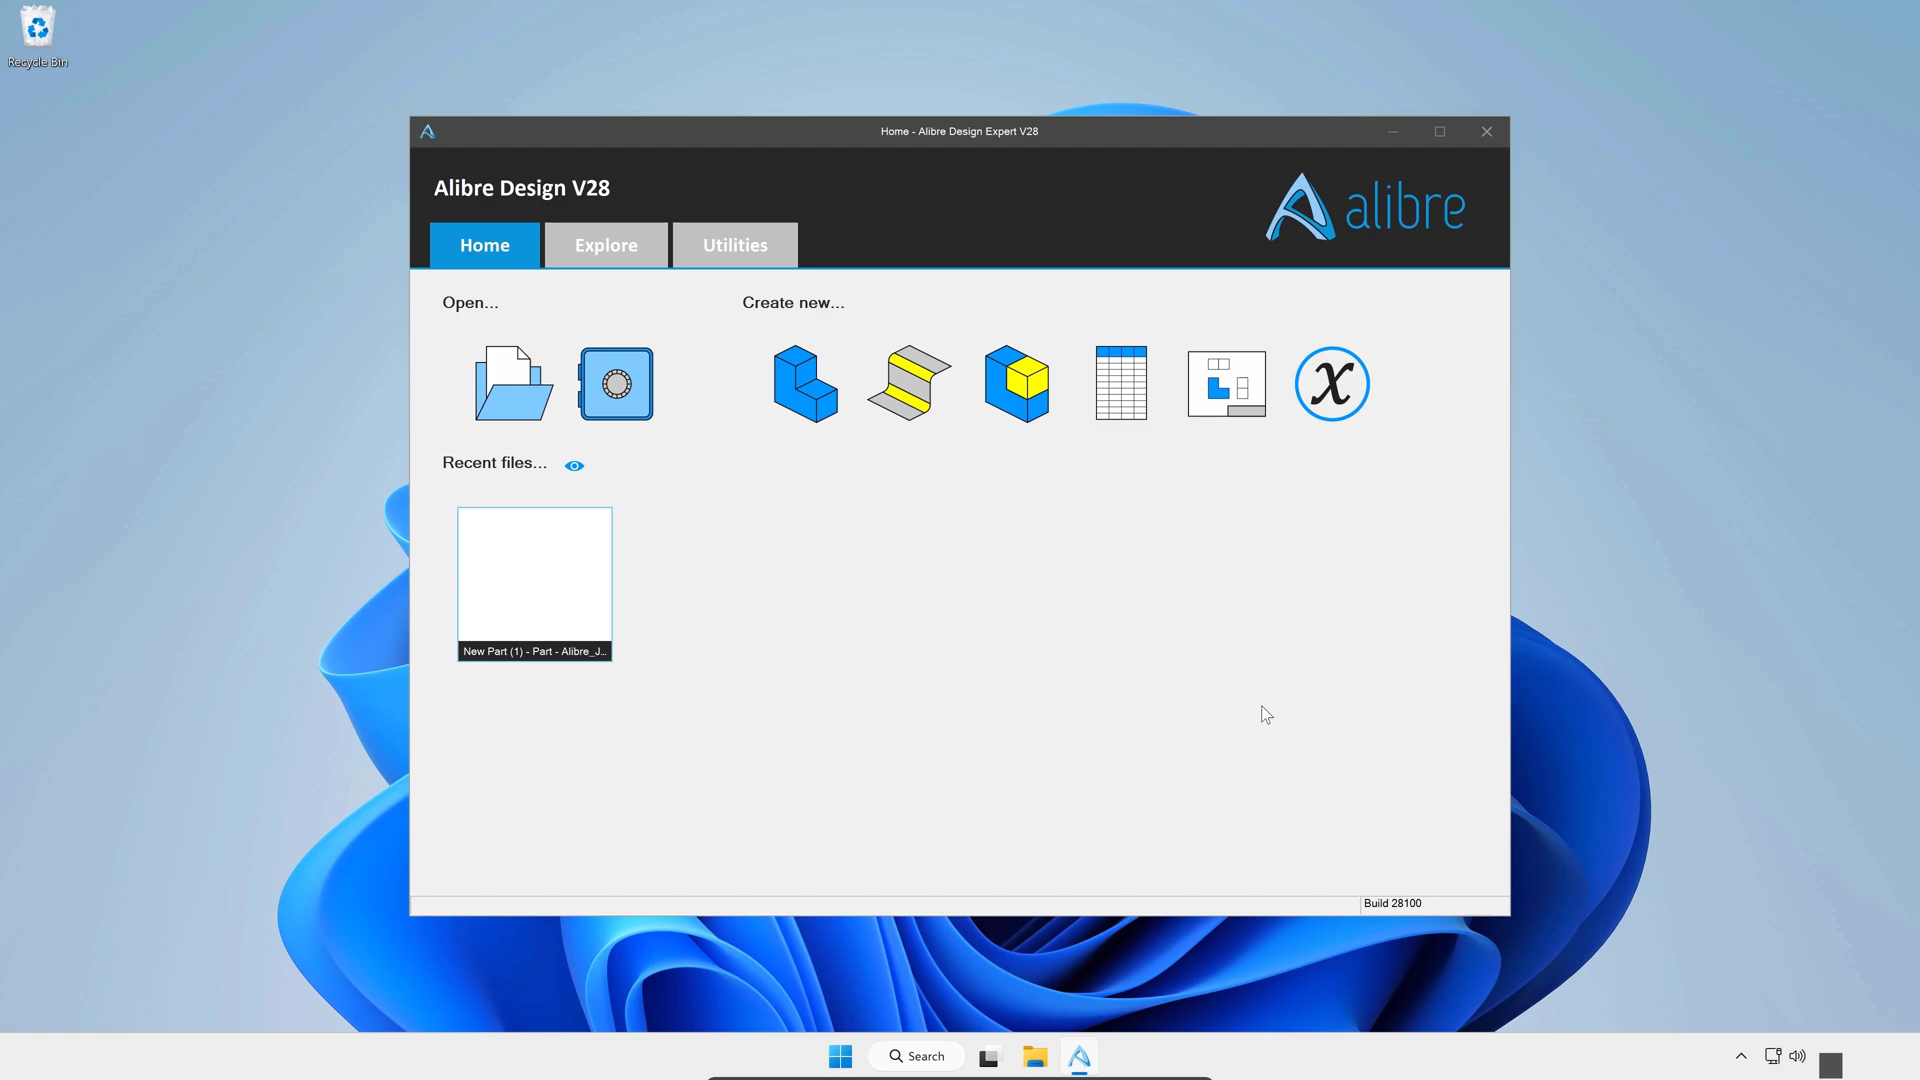 Recycle Bin
Home - Alibre Design Expert V28
Alibre Design V28
alibre
Home
Explore
Utilities
Open...
Create new...
x
Recent files...
New Part (1) - Part - Alibre_J...
Build 28100
Search